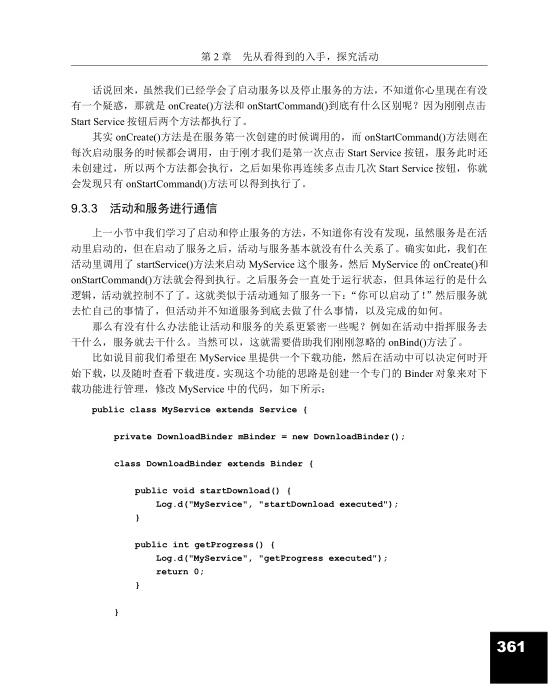 第 2 章 先从看得到的入手，探究活动
话说回来，虽然我们已经学会了启动服务以及停止服务的方法，不知道你心里现在有没
有一个疑惑，那就是 onCreate()方法和 onStartCommand()到底有什么区别呢？因为刚刚点击
Start Service 按钮后两个方法都执行了。
其实 onCreate()方法是在服务第一次创建的时候调用的，而 onStartCommand()方法则在
每次启动服务的时候都会调用，由于刚才我们是第一次点击 Start Service 按钮，服务此时还
未创建过，所以两个方法都会执行，之后如果你再连续多点击几次 Start Service 按钮，你就
会发现只有 onStartCommand()方法可以得到执行了。
9.3.3 活动和服务进行通信
上一小节中我们学习了启动和停止服务的方法，不知道你有没有发现，虽然服务是在活
动里启动的，但在启动了服务之后，活动与服务基本就没有什么关系了。确实如此，我们在
活动里调用了 startService()方法来启动 MyService 这个服务，然后 MyService 的 onCreate()和
onStartCommand()方法就会得到执行。之后服务会一直处于运行状态，但具体运行的是什么
逻辑，活动就控制不了了。这就类似于活动通知了服务一下：“你可以启动了！”然后服务就
去忙自己的事情了，但活动并不知道服务到底去做了什么事情，以及完成的如何。
那么有没有什么办法能让活动和服务的关系更紧密一些呢？例如在活动中指挥服务去
干什么，服务就去干什么。当然可以，这就需要借助我们刚刚忽略的 onBind()方法了。
比如说目前我们希望在 MyService 里提供一个下载功能，然后在活动中可以决定何时开
始下载，以及随时查看下载进度。实现这个功能的思路是创建一个专门的 Binder 对象来对下
载功能进行管理，修改 MyService 中的代码，如下所示：
public class MyService extends Service {
private DownloadBinder mBinder = new DownloadBinder();
class DownloadBinder extends Binder {
public void startDownload() {
Log.d("MyService", "startDownload executed");
}
public int getProgress() {
Log.d("MyService", "getProgress executed");
return 0;
}
}
361